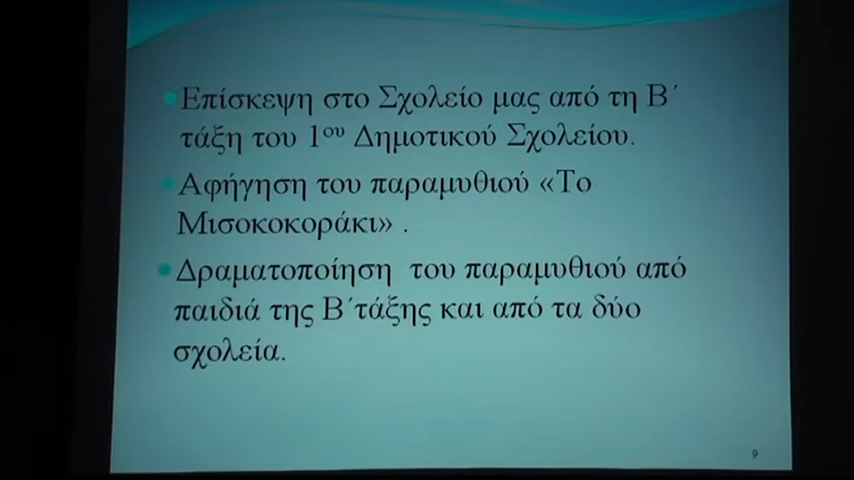 Επίσκεψη στο Σχολείο μας από τη Β΄
τάξη του 1ου Δημοτικού Σχολείου.
Αφήγηση του παραμυθιού «Το
Μισοκοκοράκι» .
Δραματοποίηση του παραμυθιού από
παιδιά της Β΄τάξης και από τα δύο
σχολεία.
9